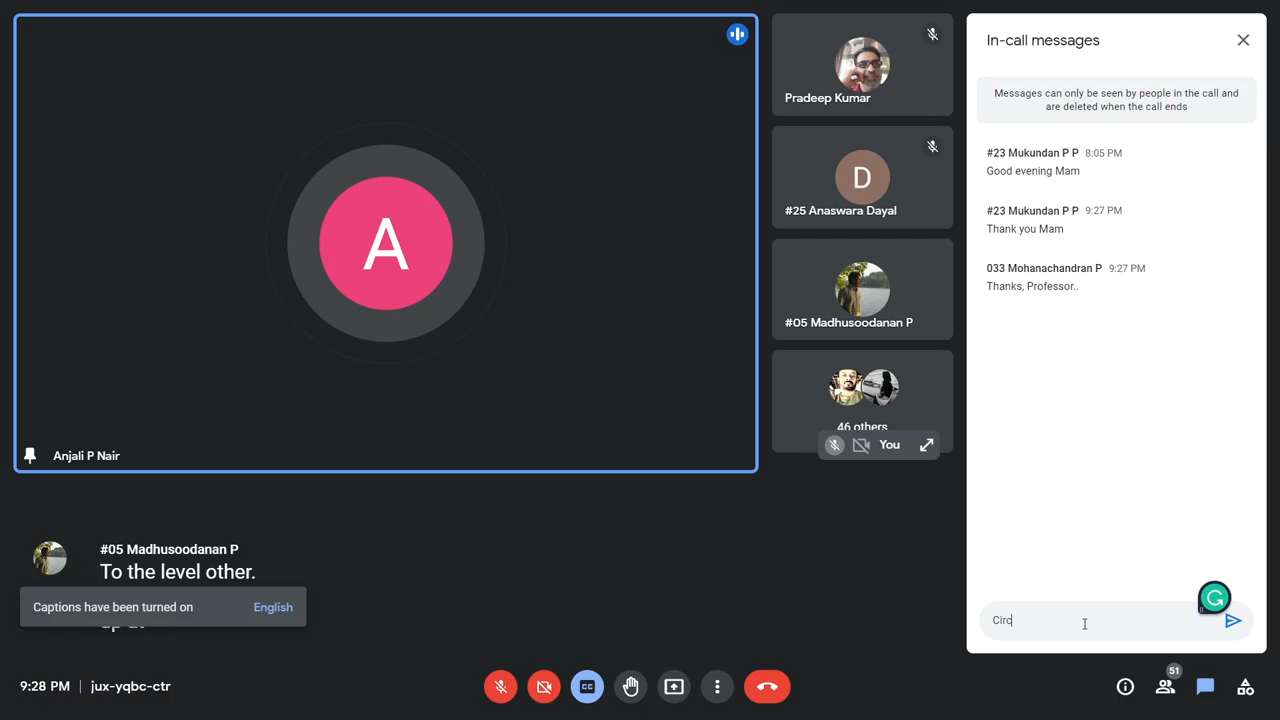 A
Anjali P Nair
Pradeep Kumar
D
#25 Anaswara Dayal
#05 Madhusoodanan P
46 others
You
In-call messages
Messages can only be seen by people in the call and
are deleted when the call ends
#23 Mukundan P P 8:05 PM
Good evening Mam
#23 Mukundan P P 9:27 PM
Thank you Mam
033 Mohanachandran P 9:27 PM
Thanks, Professor..
Circ
#05 Madhusoodanan P
To the level other.
Captions have been turned on English
9:28 PM | jux-yqbc-ctr
CC
51